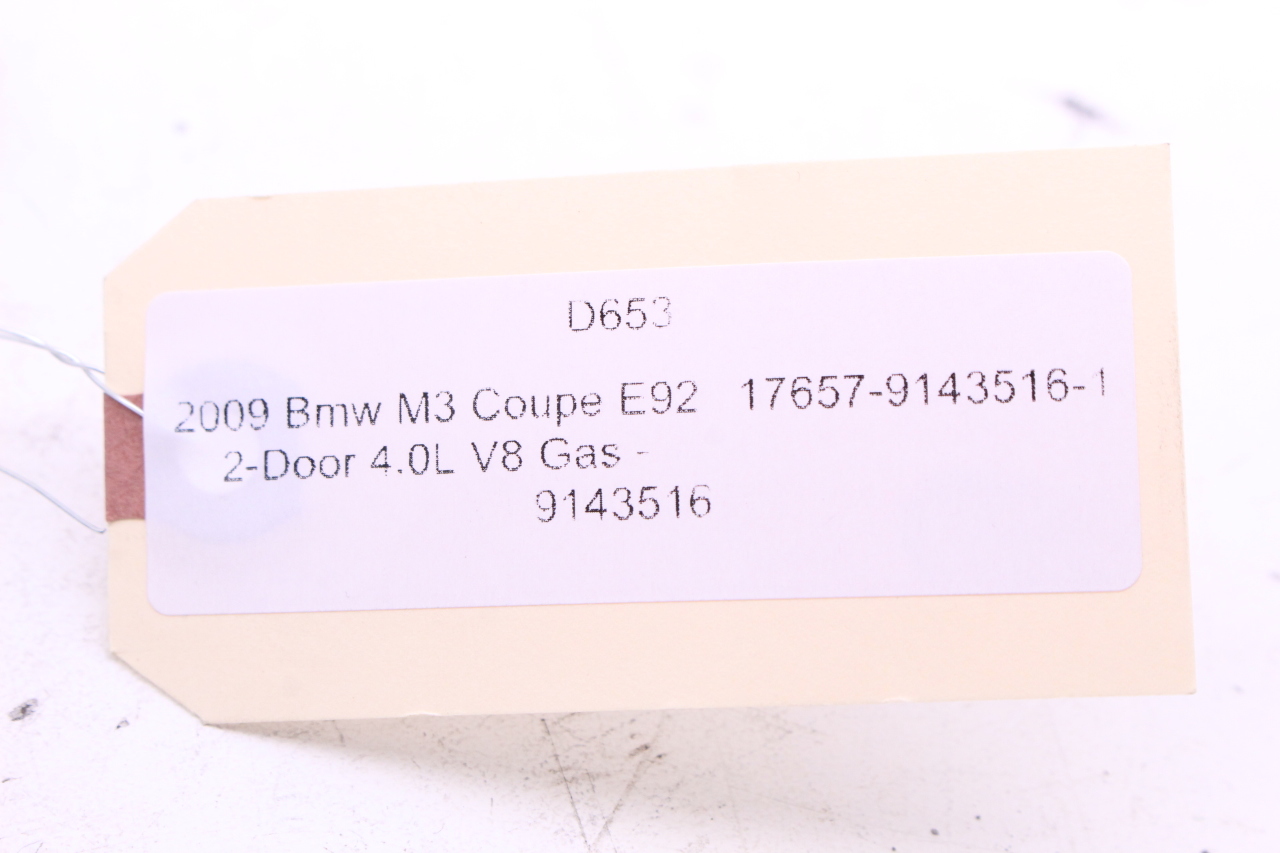 D653
2009 Bmw M3 Coupe E92 17657-9143516-1
2-Door 4.0L V8 Gas -
9143516